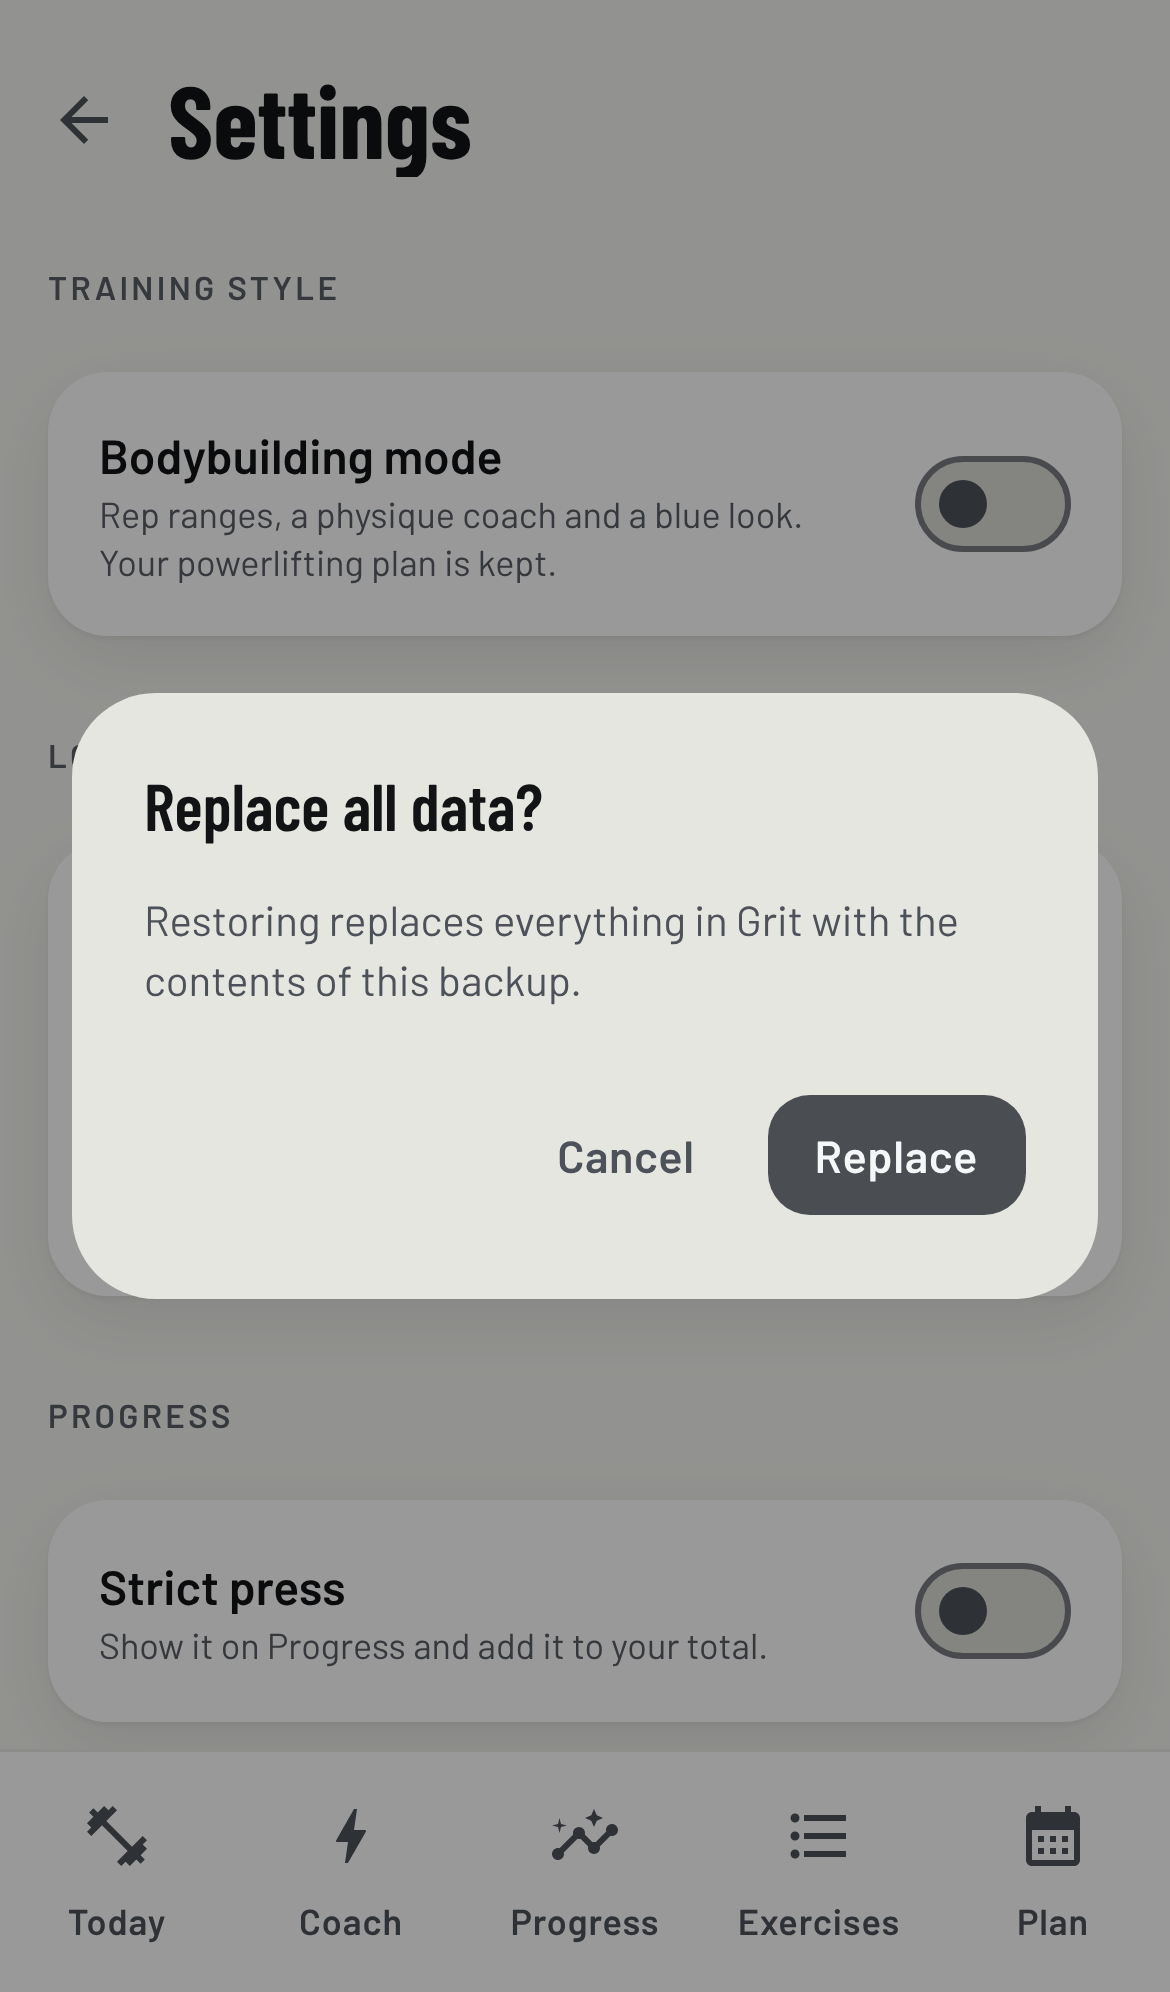 Settings
TRAINING STYLE
Bodybuilding mode
Rep ranges, a physique coach and a blue look.
Your powerlifting plan is kept.
Replace all data?
Restoring replaces everything in Grit with the
contents of this backup.
Cancel
Replace
PROGRESS
Strict press
Show it on Progress and add it to your total.
Today
Coach
Progress
Exercises
Plan